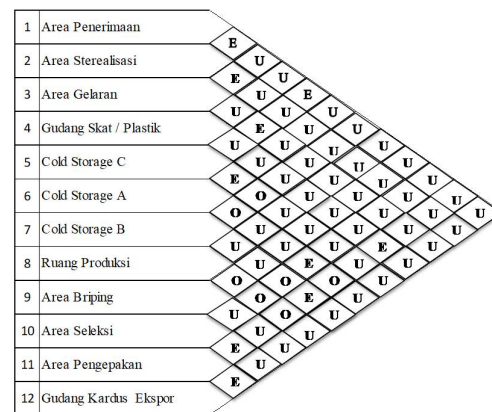 1 Area Penerimaan
E
2 Area Sterealisasi U
E U
3 Area Gelaran U E
U U U
4 Gudang Skat / Plastik E U U
U U U U
5 Cold Storage C U U U U
E U U U U
6 Cold Storage A O U U U U
O U U U U U
7 Cold Storage B U U U U U
U U U E U
8 Ruang Produksi U E U U
O O O U
9 Area Briping O E U
U O U
10 Area Seleksi U U
E U
11 Area Pengepakan U
E
12 Gudang Kardus Ekspor